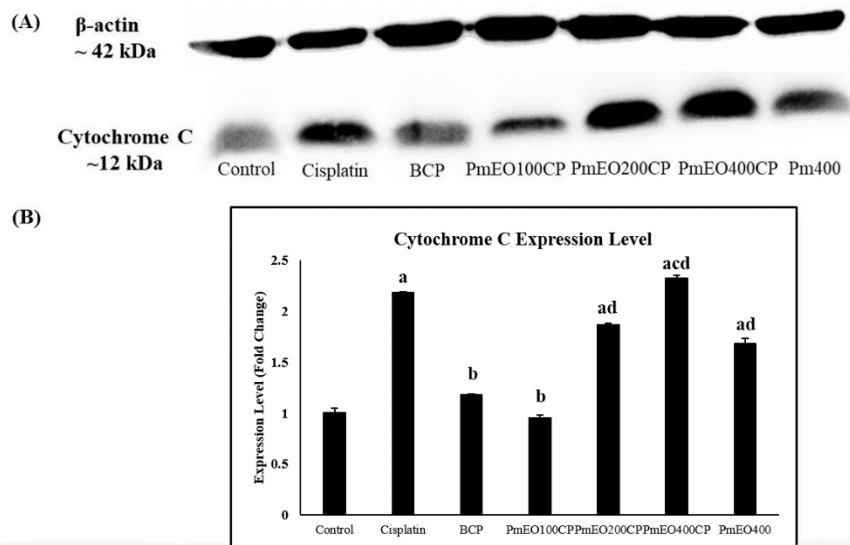 (A)
β-actin
~ 42 kDa
Cytochrome C
~12 kDa
Control Cisplatin BCP PmEO100CP PmEO200CP PmEO400CP Pm400
(B)
Cytochrome C Expression Level
Expression Level (Fold Change)
2.5
2
1.5
1
0.5
0
a
b
b
ad
acd
ad
Control Cisplatin BCP PmEO100CP PmEO200CP PmEO400CP PmEO400